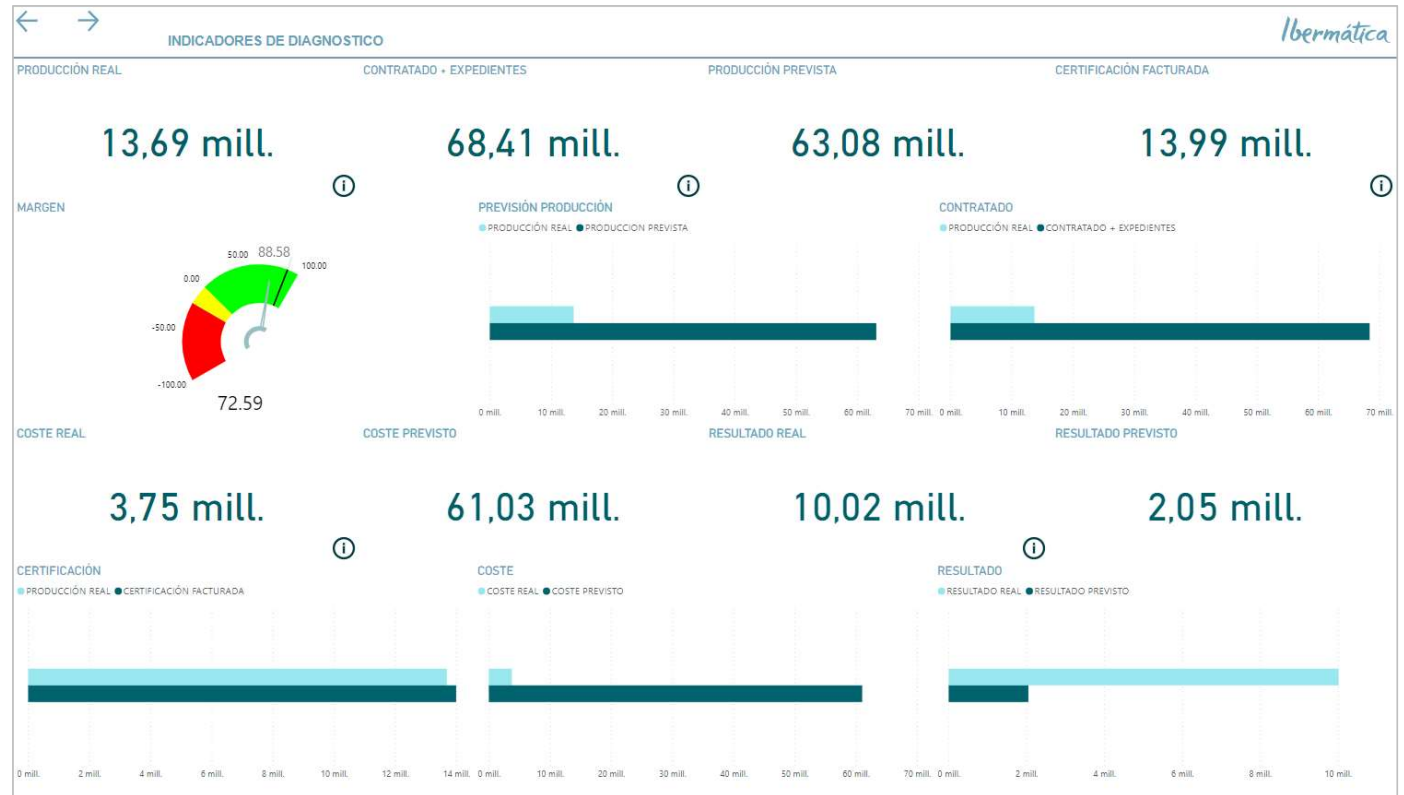 INDICADORES DE DIAGNOSTICO
Ibermática
PRODUCCIÓN REAL
CONTRATADO + EXPEDIENTES
PRODUCCIÓN PREVISTA
CERTIFICACIÓN FACTURADA
13,69 mill.
68,41 mill.
63,08 mill.
13,99 mill.
MARGEN
-100.00
-50.00
0.00
50.00
88.58
100.00
72.59
PREVISIÓN PRODUCCIÓN
PRODUCCIÓN REAL PRODUCCION PREVISTA
0 mill. 10 mill. 20 mill. 30 mill. 40 mill. 50 mill. 60 mill. 70 mill.
CONTRATADO
PRODUCCIÓN REAL CONTRATADO + EXPEDIENTES
0 mill. 10 mill. 20 mill. 30 mill. 40 mill. 50 mill. 60 mill. 70 mill.
COSTE REAL
COSTE PREVISTO
RESULTADO REAL
RESULTADO PREVISTO
3,75 mill.
61,03 mill.
10,02 mill.
2,05 mill.
CERTIFICACIÓN
PRODUCCIÓN REAL CERTIFICACIÓN FACTURADA
0 mill. 2 mill. 4 mill. 6 mill. 8 mill. 10 mill. 12 mill. 14 mill.
COSTE
COSTE REAL COSTE PREVISTO
0 mill. 10 mill. 20 mill. 30 mill. 40 mill. 50 mill. 60 mill. 70 mill.
RESULTADO
RESULTADO REAL RESULTADO PREVISTO
0 mill. 2 mill. 4 mill. 6 mill. 8 mill. 10 mill.